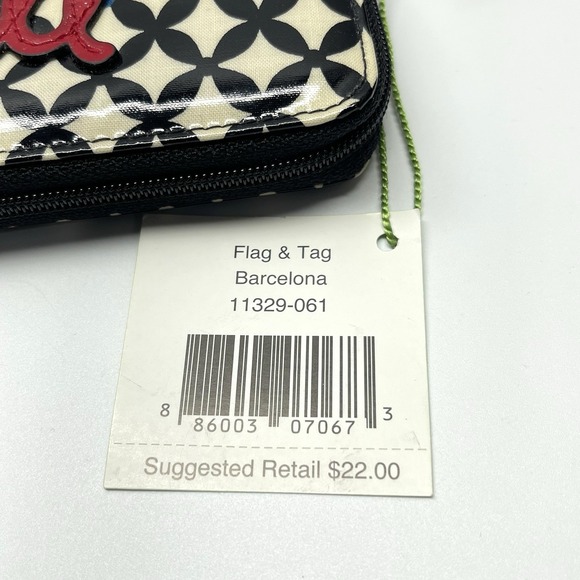 Flag & Tag
Barcelona
11329-061
8 86003 07067 3
Suggested Retail $22.00